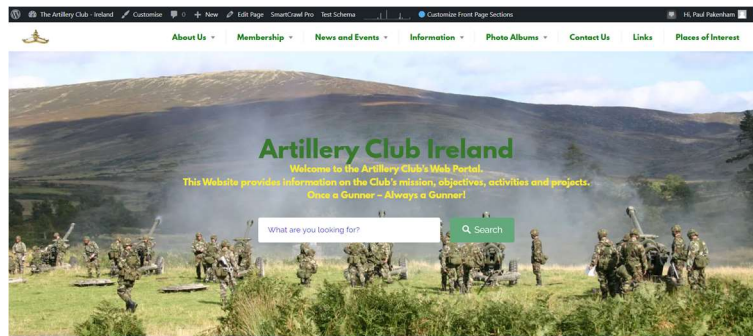 The Artillery Club - Ireland Customise 0 + New Edit Page SmartCrawl Pro Test Schema Customize Front Page Sections Hi, Paul Pakenham
About Us Membership News and Events Information Photo Albums Contact Us Links Places of Interest
Artillery Club Ireland
Welcome to the Artillery Club's Web Portal.
This Website provides information on the Club's mission, objectives, activities and projects.
Once a Gunner – Always a Gunner!
What are you looking for? Search